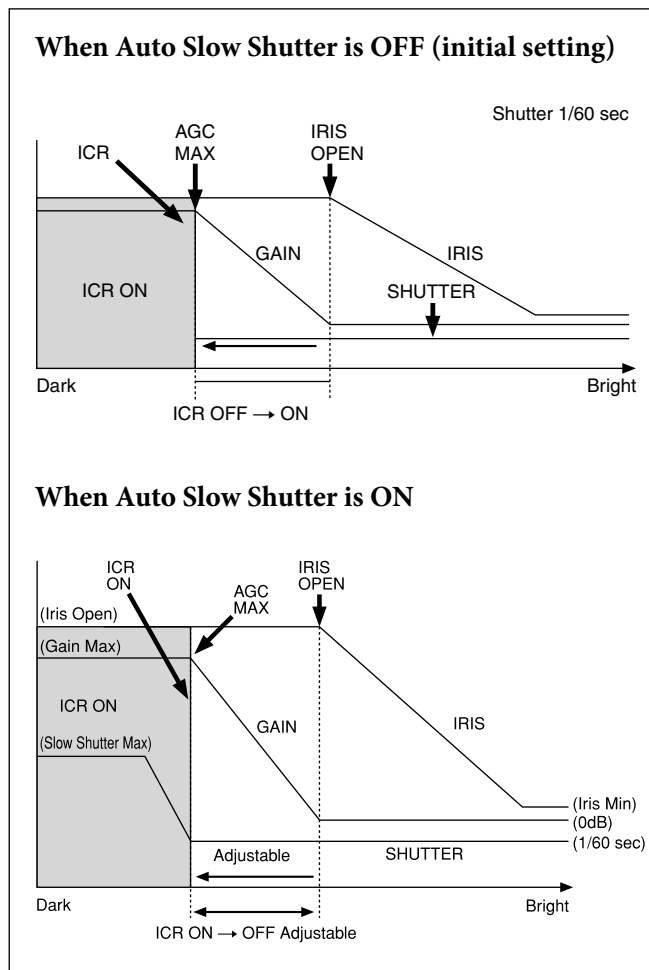 When Auto Slow Shutter is OFF (initial setting)
Shutter 1/60 sec
ICR
AGC
MAX
IRIS
OPEN
GAIN
IRIS
ICR ON
SHUTTER
Dark
Bright
ICR OFF → ON
When Auto Slow Shutter is ON
ICR
ON
AGC
MAX
IRIS
OPEN
(Iris Open)
(Gain Max)
ICR ON
GAIN
IRIS
(Slow Shutter Max)
(Iris Min)
(0dB)
(1/60 sec)
Adjustable
SHUTTER
Dark
Bright
ICR ON → OFF Adjustable